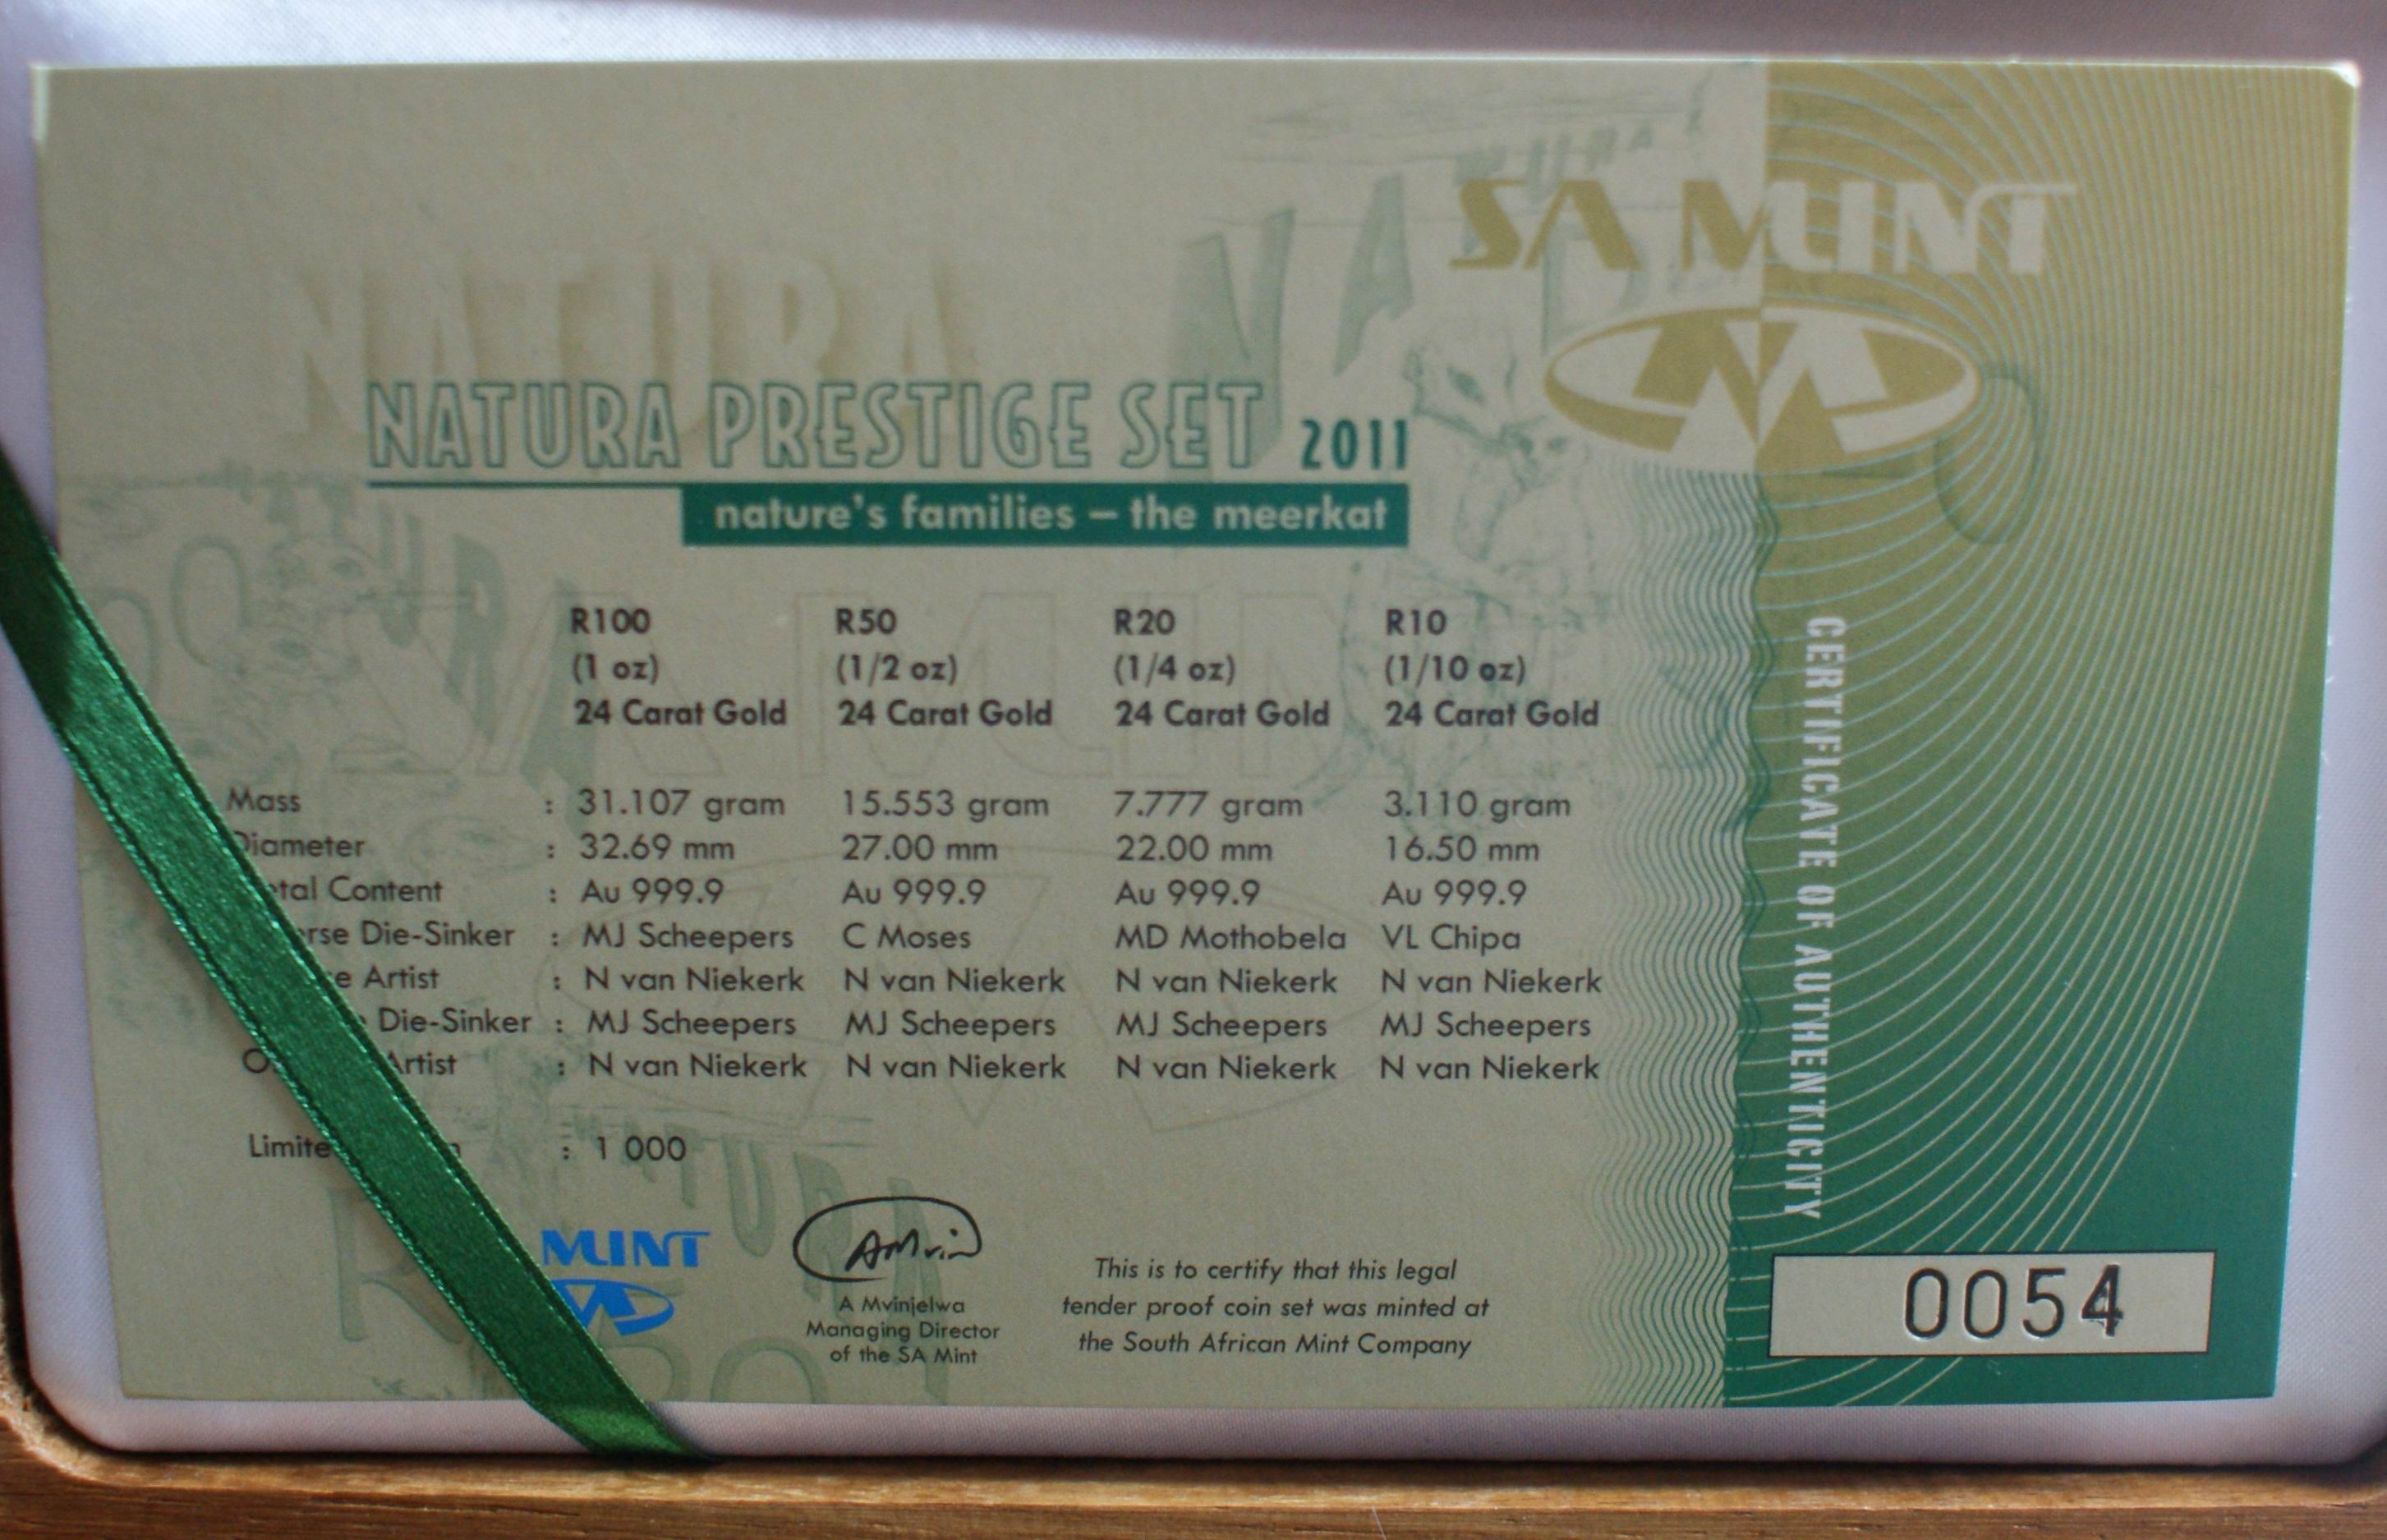 SA MINT
NATURA
NATURA PRESTIGE SET 2011
nature's families – the meerkat
R100 R50 R20 R10
(1 oz) (1/2 oz) (1/4 oz) (1/10 oz)
24 Carat Gold 24 Carat Gold 24 Carat Gold 24 Carat Gold
Mass : 31.107 gram 15.553 gram 7.777 gram 3.110 gram
Diameter : 32.69 mm 27.00 mm 22.00 mm 16.50 mm
tal Content : Au 999.9 Au 999.9 Au 999.9 Au 999.9
rse Die-Sinker : MJ Scheepers C Moses MD Mothobela VL Chipa
e Artist : N van Niekerk N van Niekerk N van Niekerk N van Niekerk
Die-Sinker : MJ Scheepers MJ Scheepers MJ Scheepers MJ Scheepers
O Artist : N van Niekerk N van Niekerk N van Niekerk N van Niekerk
Limite n : 1 000
MINT
A Mvinjelwa
Managing Director
of the SA Mint
This is to certify that this legal
tender proof coin set was minted at
the South African Mint Company
CERTIFICATE OF AUTHENTICITY
0054